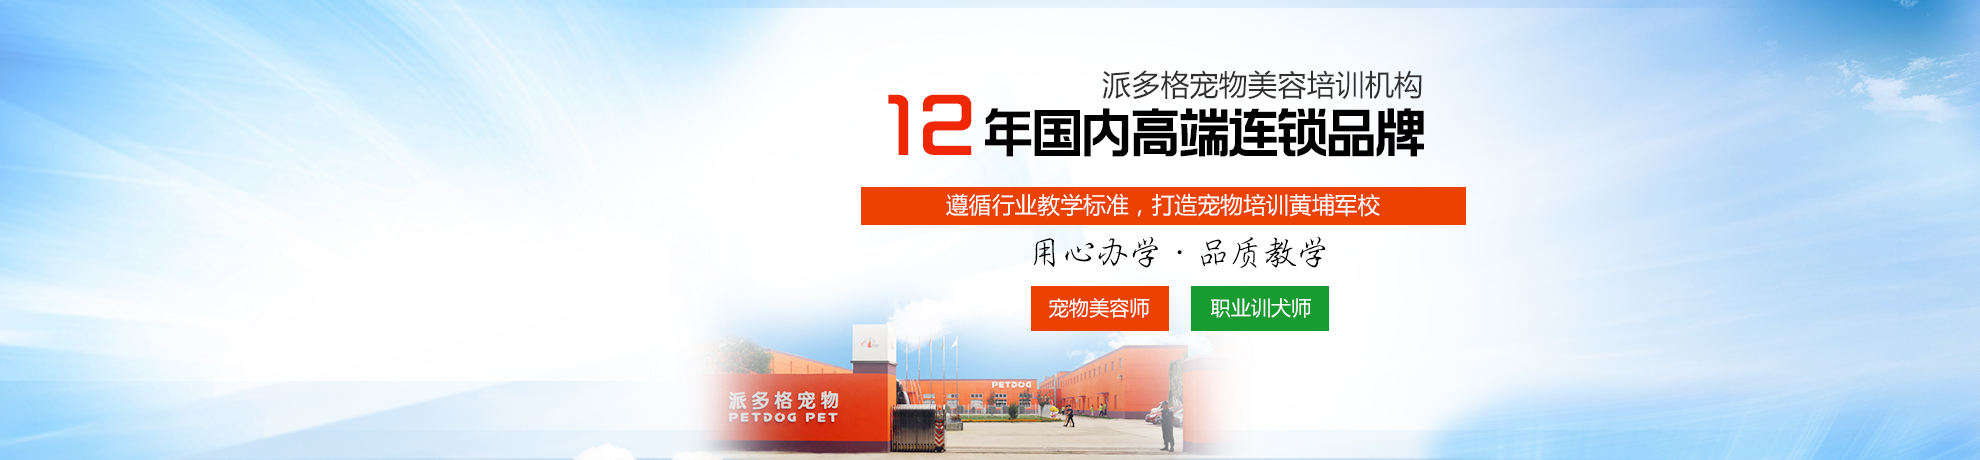 派多格宠物美容培训机构
12年国内高端连锁品牌
遵循行业教学标准，打造宠物培训黄埔军校
用心办学·品质教学
宠物美容师 职业训犬师
PETDOG
派多格宠物
PETDOG PET